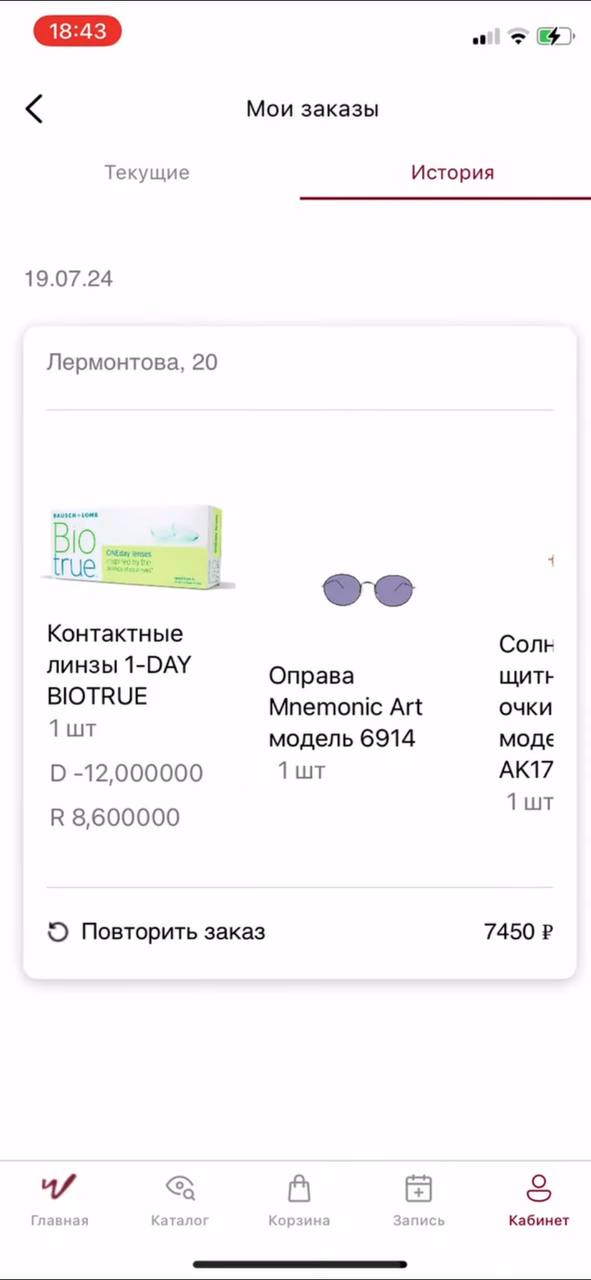 18:43
Мои заказы
Текущие
История
19.07.24
Лермонтова, 20
BAUSCH + LOMB
Bio
true
ONEday lenses
Контактные
линзы 1-DAY
BIOTRUE
1 шт
D -12,000000
R 8,600000
Оправа
Mnemonic Art
модель 6914
1 шт
Солн
щитн
очки
моде
AK17
1 шт
Повторить заказ
7450 ₽
Главная
Каталог
Корзина
Запись
Кабинет